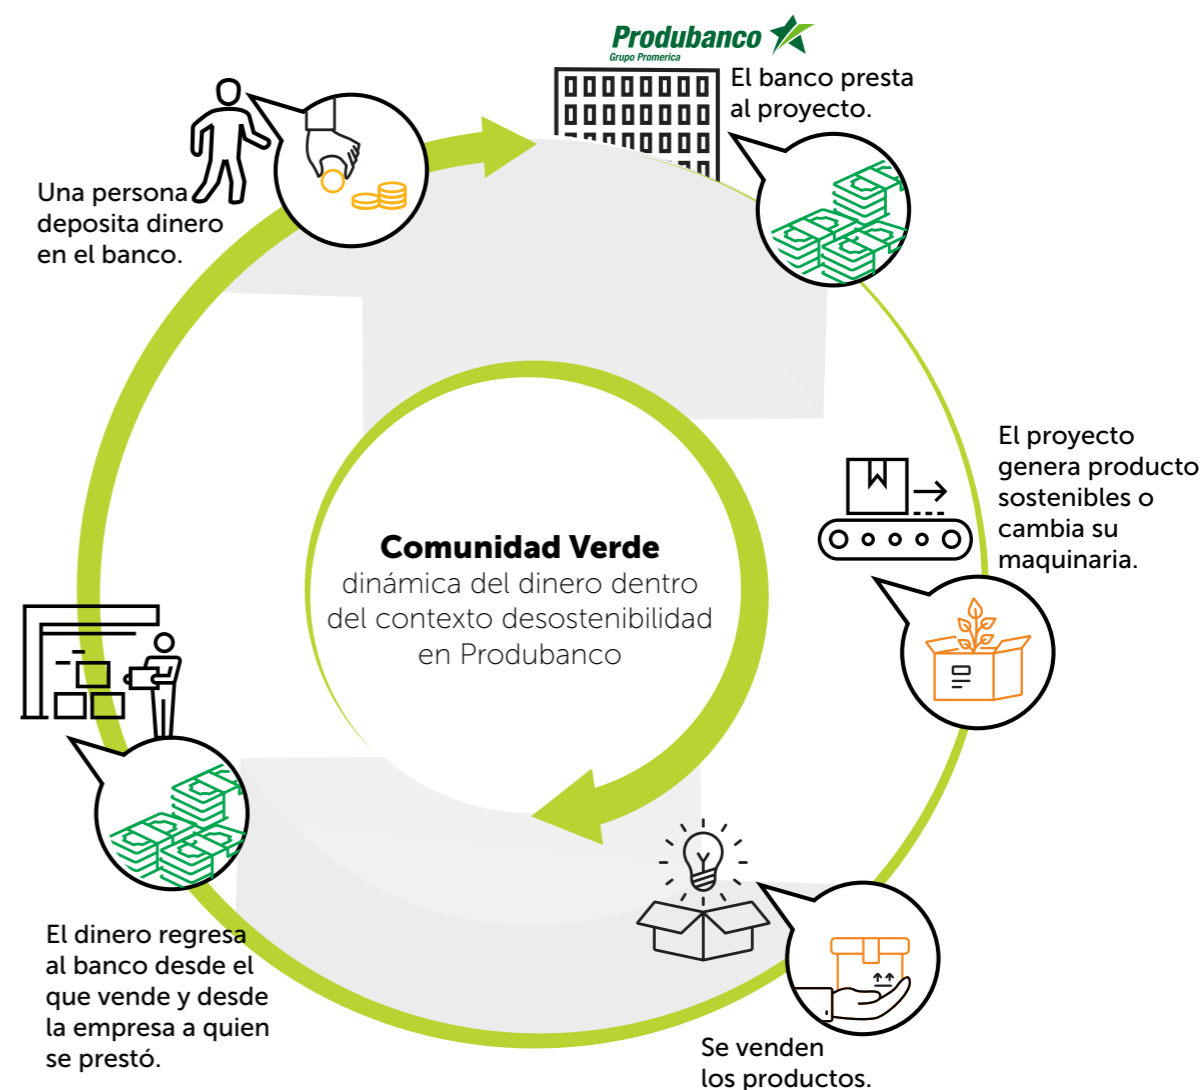 Produbanco
Grupo Promerica
El banco presta
al proyecto.
Una persona
deposita dinero
en el banco.
El proyecto
genera producto
sostenibles o
cambia su
maquinaria.
Comunidad Verde
dinámica del dinero dentro
del contexto desostenibilidad
en Produbanco
El dinero regresa
al banco desde el
que vende y desde
la empresa a quien
se prestó.
Se venden
los productos.